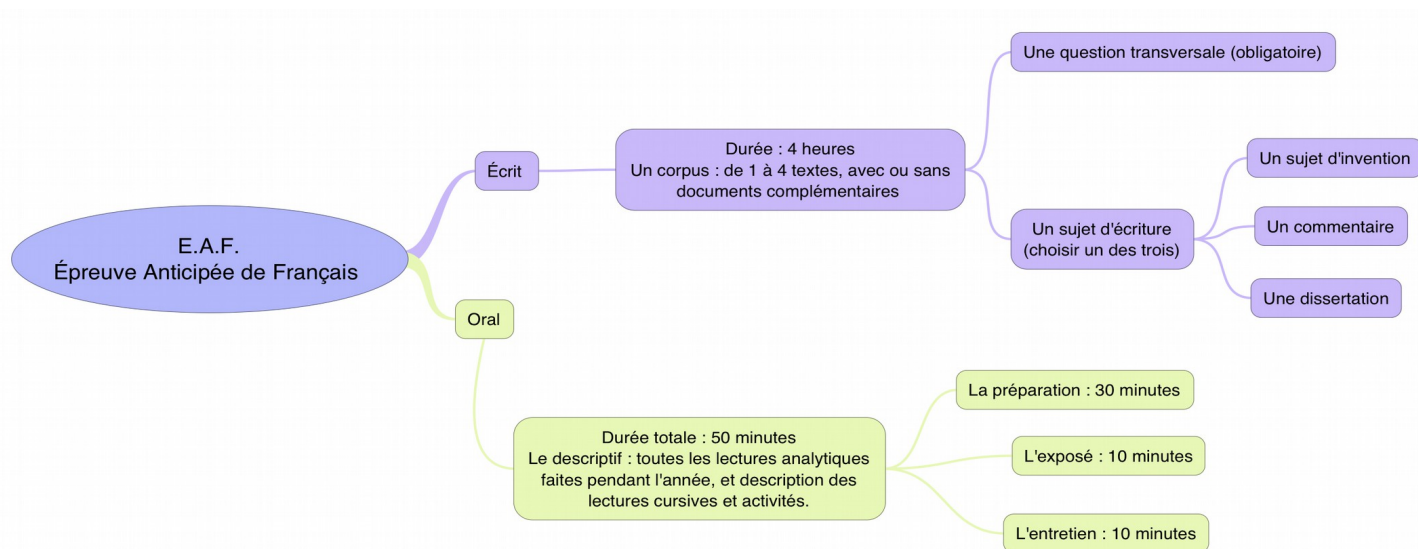 E.A.F.
Épreuve Anticipée de Français
Écrit
Durée : 4 heures
Un corpus : de 1 à 4 textes, avec ou sans
documents complémentaires
Une question transversale (obligatoire)
Un sujet d'écriture
(choisir un des trois)
Un sujet d'invention
Un commentaire
Une dissertation
Oral
Durée totale : 50 minutes
Le descriptif : toutes les lectures analytiques
faites pendant l'année, et description des
lectures cursives et activités.
La préparation : 30 minutes
L'exposé : 10 minutes
L'entretien : 10 minutes